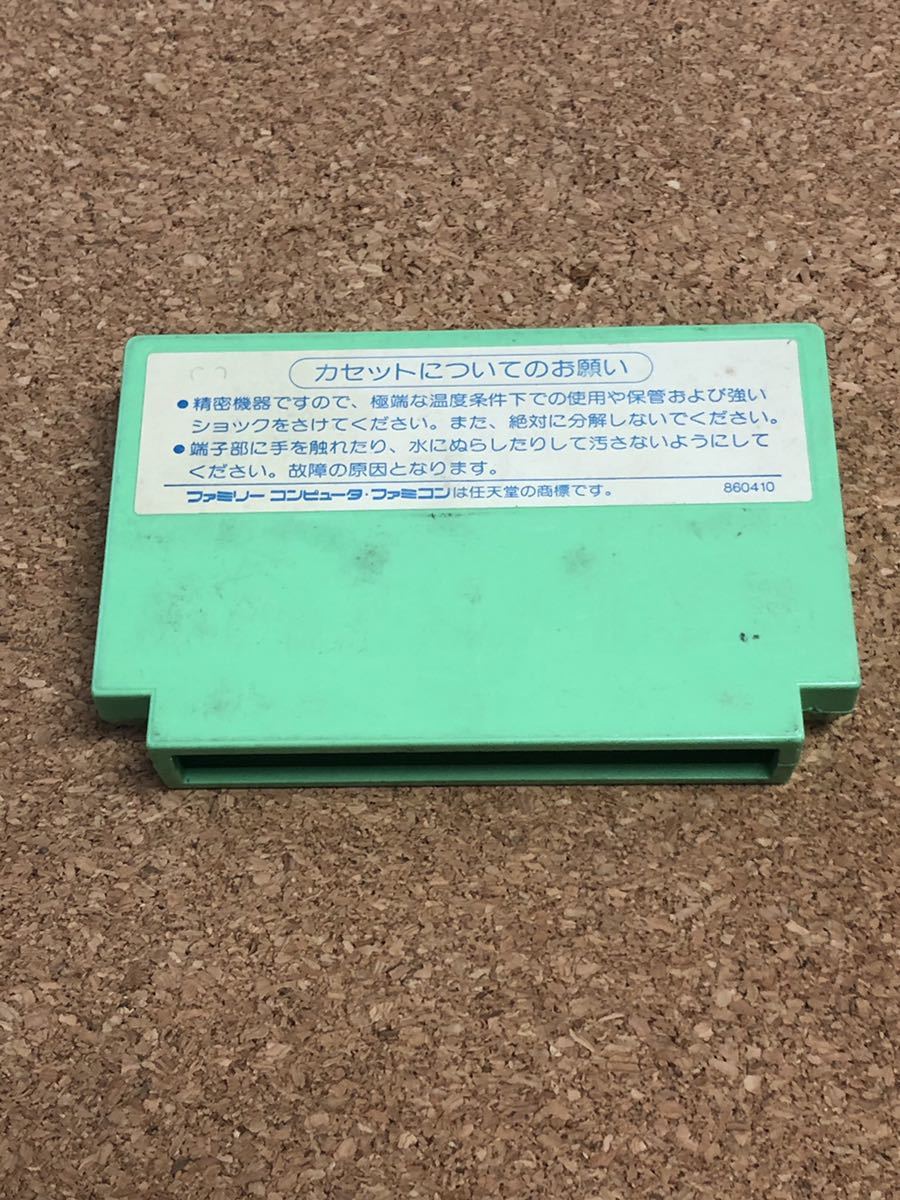 カセットについてのお願い
●精密機器ですので、極端な温度条件下での使用や保管および強い
ショックをさけてください。また、絶対に分解しないでください。
●端子部に手を触れたり、水にぬらしたりして汚さないようにして
ください。故障の原因となります。
ファミリーコンピュータ・ファミコンは任天堂の商標です。 860410